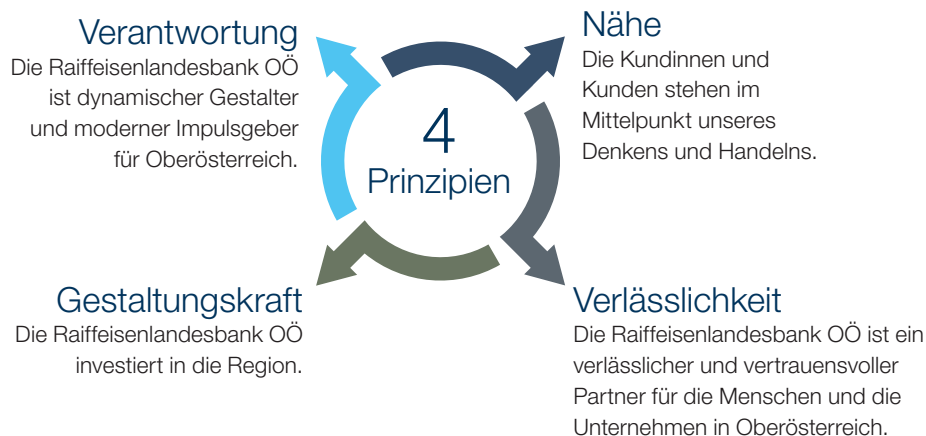 Verantwortung
Die Raiffeisenlandesbank OÖ
ist dynamischer Gestalter
und moderner Impulsgeber
für Oberösterreich.
Nähe
Die Kundinnen und
Kunden stehen im
Mittelpunkt unseres
Denkens und Handelns.
4
Prinzipien
Gestaltungskraft
Die Raiffeisenlandesbank OÖ
investiert in die Region.
Verlässlichkeit
Die Raiffeisenlandesbank OÖ ist ein
verlässlicher und vertrauensvoller
Partner für die Menschen und die
Unternehmen in Oberösterreich.